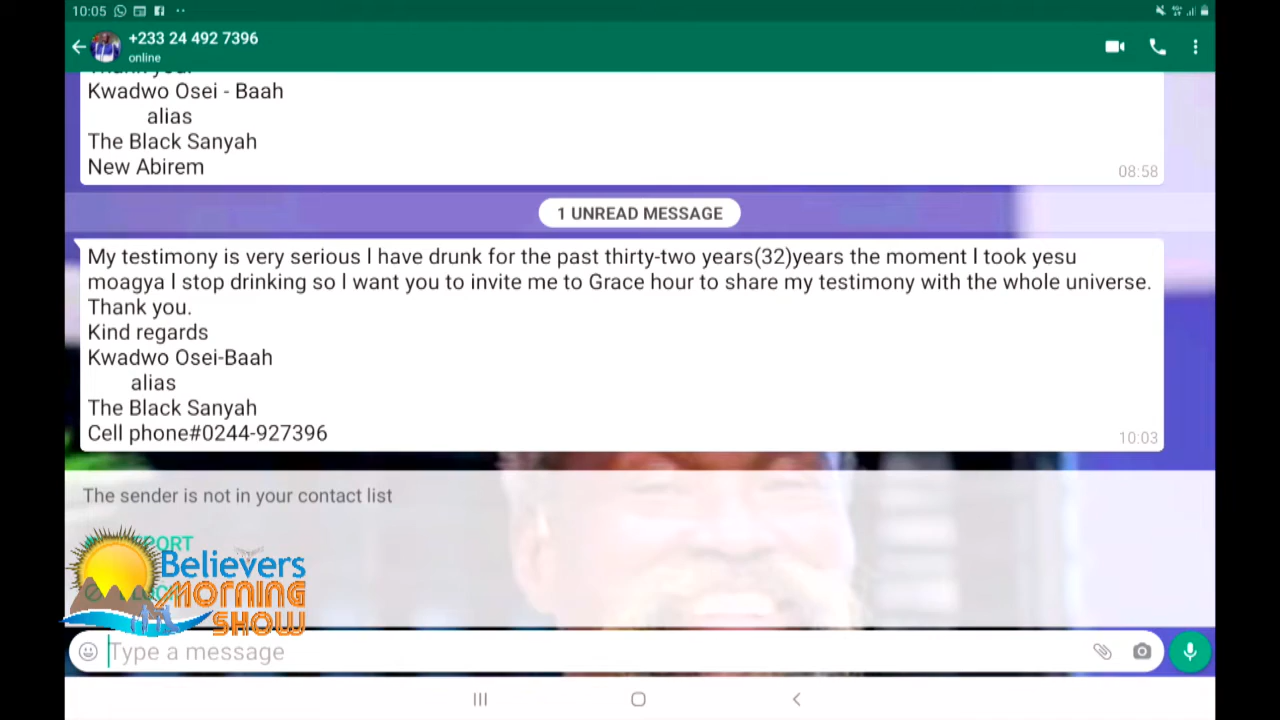 10:05
+233 24 492 7396
online
Thank you.
Kwadwo Osei - Baah
alias
The Black Sanyah
New Abirem
08:58
1 UNREAD MESSAGE
My testimony is very serious I have drunk for the past thirty-two years(32)years the moment I took yesu
moagya I stop drinking so I want you to invite me to Grace hour to share my testimony with the whole universe.
Thank you.
Kind regards
Kwadwo Osei-Baah
alias
The Black Sanyah
Cell phone#0244-927396
10:03
The sender is not in your contact list
Believers
MORNING
SHOW
Type a message